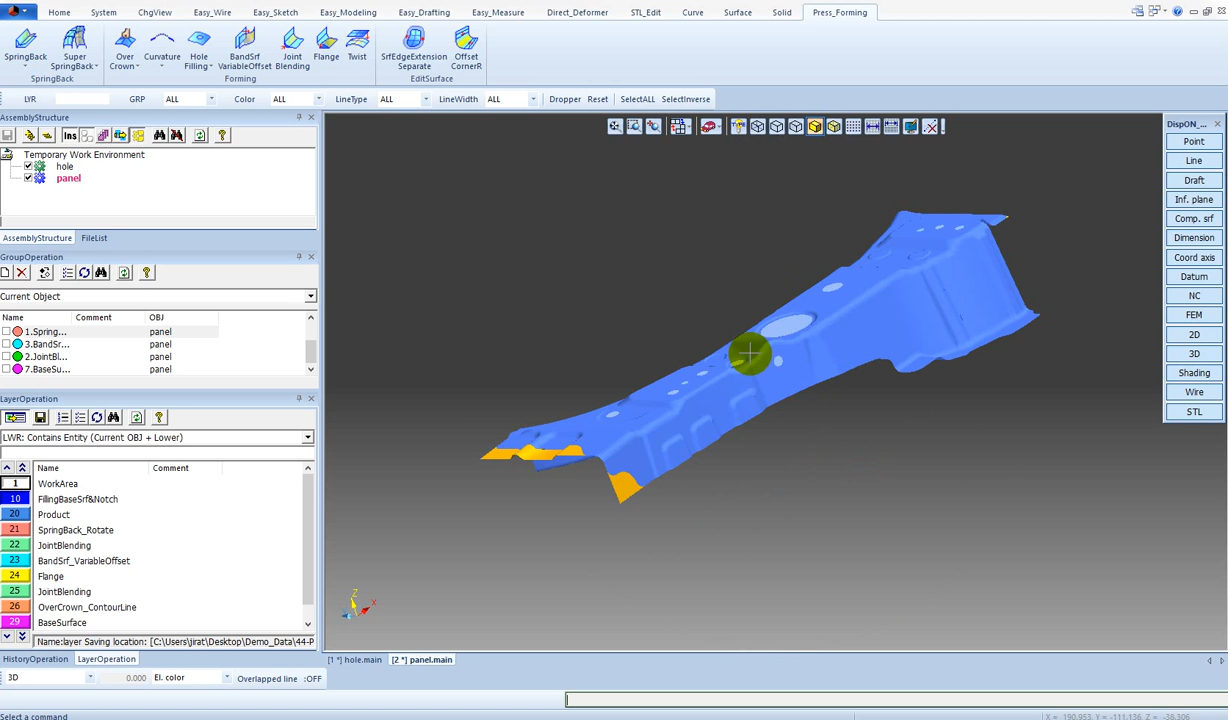 Home System ChgView Easy_Wire Easy_Sketch Easy_Modeling Easy_Drafting Easy_Measure Direct_Deformer STL_Edit Curve Surface Solid Press_Forming
SpringBack Super SpringBack Over Crown Curvature Hole Filling BandSrf VariableOffset Joint Blending Flange Twist SrfEdgeExtension Separate Offset CornerR
SpringBack Forming EditSurface
LYR GRP ALL Color ALL LineType ALL LineWidth ALL Dropper Reset SelectALL SelectInverse
AssemblyStructure
Ins
Temporary Work Environment
hole
panel
AssemblyStructure FileList
GroupOperation
Current Object
Name Comment OBJ
1.Spring... panel
3.BandSr... panel
2.JointBl... panel
7.BaseSu... panel
LayerOperation
LWR: Contains Entity (Current OBJ + Lower)
Name Comment
1 WorkArea
10 FillingBaseSrf&Notch
20 Product
21 SpringBack_Rotate
22 JointBlending
23 BandSrf_VariableOffset
24 Flange
25 JointBlending
26 OverCrown_ContourLine
29 BaseSurface
Name:layer Saving location: [C:\Users\jirat\Desktop\Demo_Data\44-P
HistoryOperation LayerOperation
3D 0.000 El. color Overlapped line :OFF
Select a command
Z
X
[1 *] hole.main [2 *] panel.main
DispON_...
Point
Line
Draft
Inf. plane
Comp. srf
Dimension
Coord axis
Datum
NC
FEM
2D
3D
Shading
Wire
STL
X = 190.953, Y = -111.136, Z = -38.306